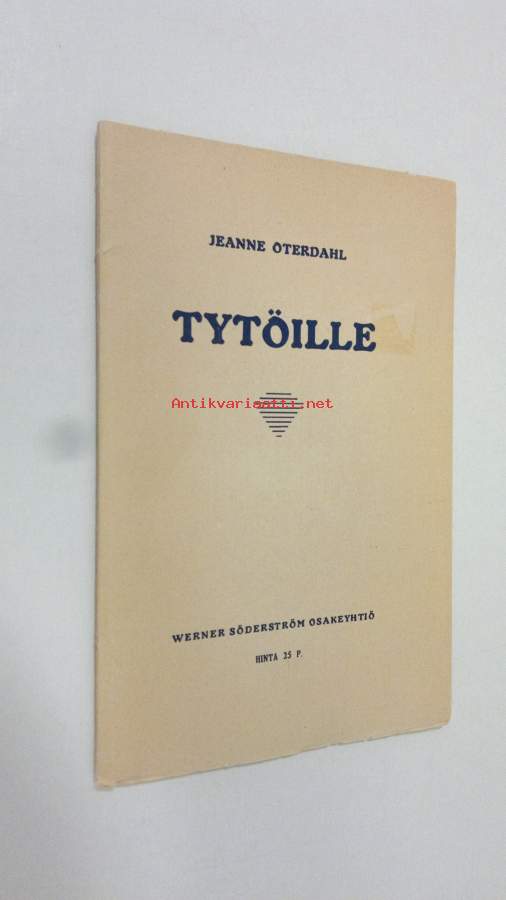 JEANNE OTERDAHL
TYTÖILLE
Antikvariaatti.net
WERNER SÖDERSTRÖM OSAKEYHTIÖ
HINTA 25 P.